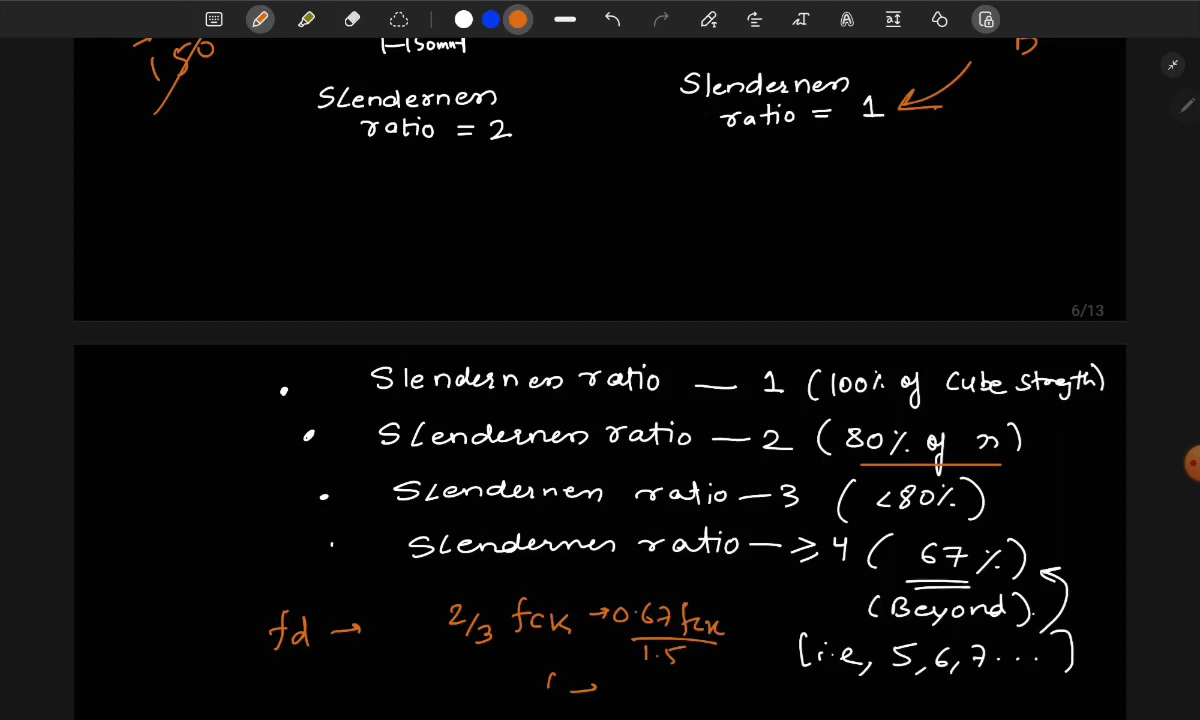 150
150mm
Slenderness
ratio = 2
Slenderness
ratio = 1
6/13
• Slenderness ratio — 1 (100% of Cube strength)
• Slenderness ratio — 2 (80% of n)
• Slenderness ratio — 3 (<80%)
• Slenderness ratio — ≥ 4 (67%)
(Beyond).
[i.e, 5, 6, 7 ...]
fd → 2/3 fck → 0.67 fck
1.5